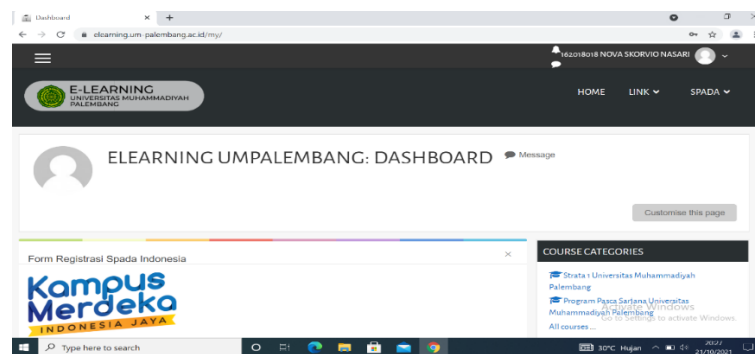 Dashboard
elearning.um-palembang.ac.id/my/
162018018 NOVA SKORVIO NASARI
E-LEARNING
UNIVERSITAS MUHAMMADIYAH
PALEMBANG
HOME LINK SPADA
ELEARNING UMPALEMBANG: DASHBOARD Message
Customise this page
Form Registrasi Spada Indonesia
Kampus
Merdeka
INDONESIA JAYA
COURSE CATEGORIES
Strata 1 Universitas Muhammadiyah
Palembang
Program Pasca Sarjana Universitas
Muhammadiyah Palembang
All courses ...
Activate Windows
Go to Settings to activate Windows.
Type here to search
30°C Hujan
2027
21/10/2021